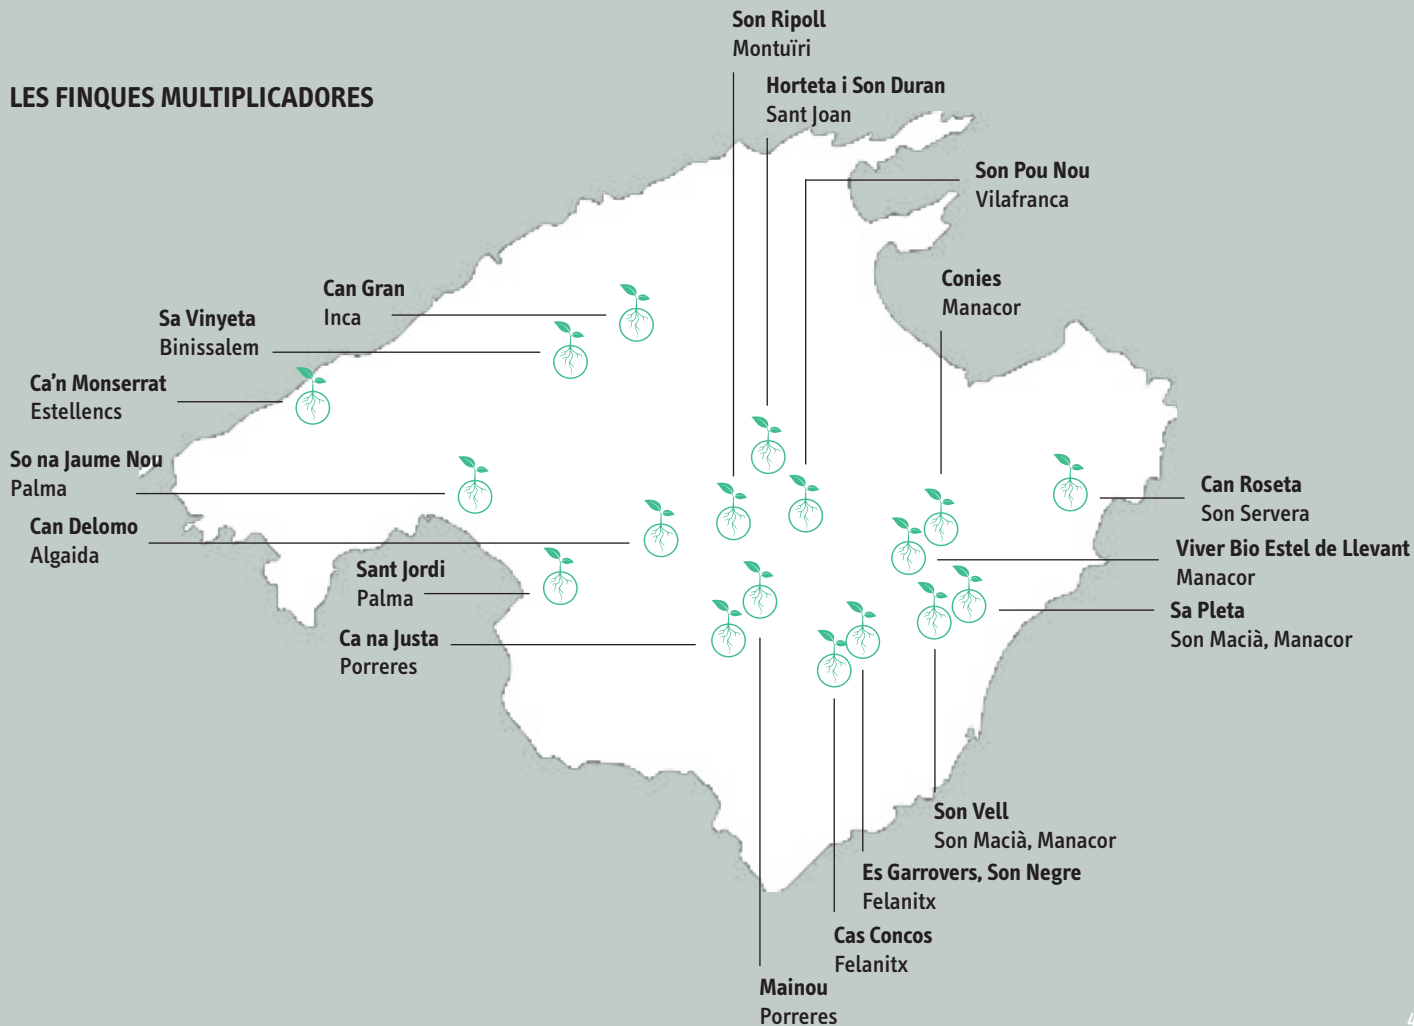 Son Ripoll
Montuïri
LES FINQUES MULTIPLICADORES
Horteta i Son Duran
Sant Joan
Son Pou Nou
Vilafranca
Conies
Manacor
Can Gran
Inca
Sa Vinyeta
Binissalem
Ca'n Monserrat
Estellencs
So na Jaume Nou
Palma
Can Delomo
Algaida
Sant Jordi
Palma
Ca na Justa
Porreres
Can Roseta
Son Servera
Viver Bio Estel de Llevant
Manacor
Sa Pleta
Son Macià, Manacor
Son Vell
Son Macià, Manacor
Es Garrovers, Son Negre
Felanitx
Cas Concos
Felanitx
Mainou
Porreres